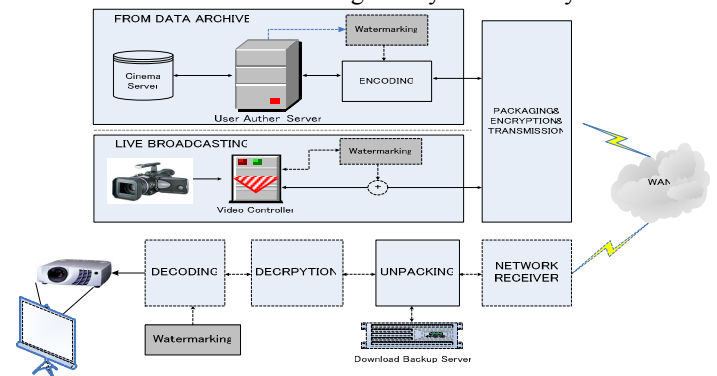 FROM DATA ARCHIVE
Watermarking
Cinema
Server
ENCODING
User Authen Server
LIVE BROADCASTING
Watermarking
+
Video Controller
PACKAGING&
ENCRYPTION&
TRANSMISSION
WAN
DECODING
DECRPYTION
UNPACKING
NETWORK
RECEIVER
Watermarking
Download Backup Server